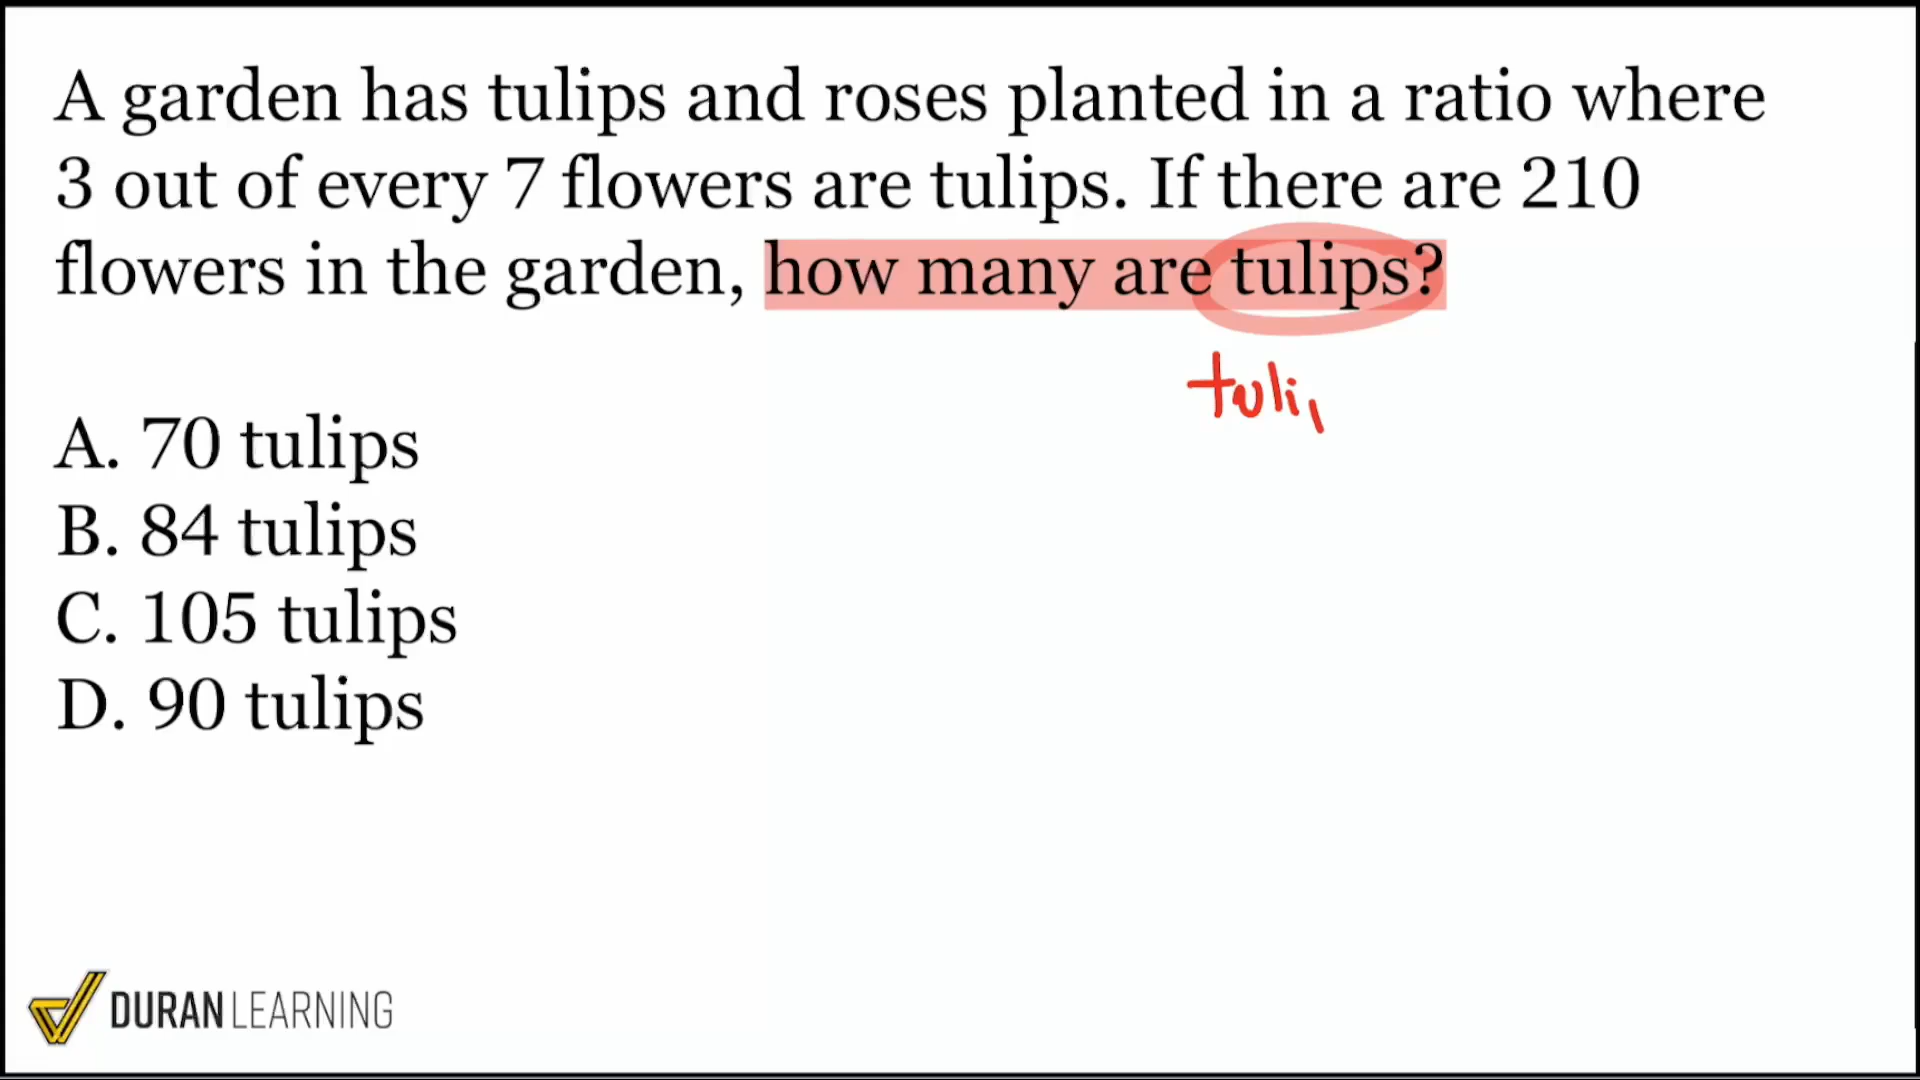 A garden has tulips and roses planted in a ratio where
3 out of every 7 flowers are tulips. If there are 210
flowers in the garden, how many are tulips?
tuli
A. 70 tulips
B. 84 tulips
C. 105 tulips
D. 90 tulips
DURAN LEARNING